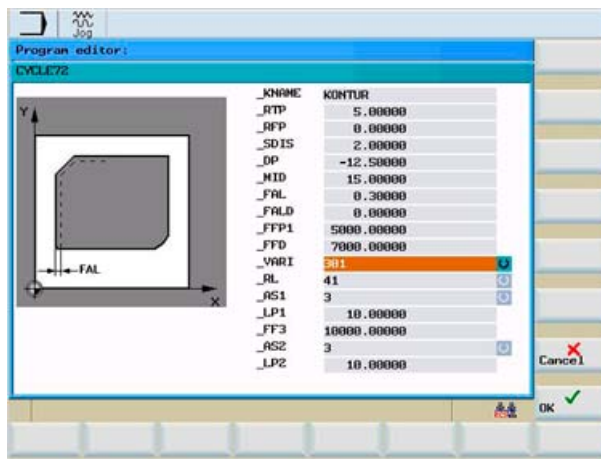 Jog
Program editor:
CYCLE72
_KNAME KONTUR
_RTP 5.00000
_RFP 0.00000
_SDIS 2.00000
_DP -12.50000
_MID 15.00000
_FAL 0.30000
_FALD 0.00000
_FFP1 5000.00000
_FFD 7000.00000
_VARI 301
_RL 41
_AS1 3
_LP1 10.00000
_FF3 10000.00000
_AS2 3
_LP2 10.00000
Y
FAL
X
Cancel
OK